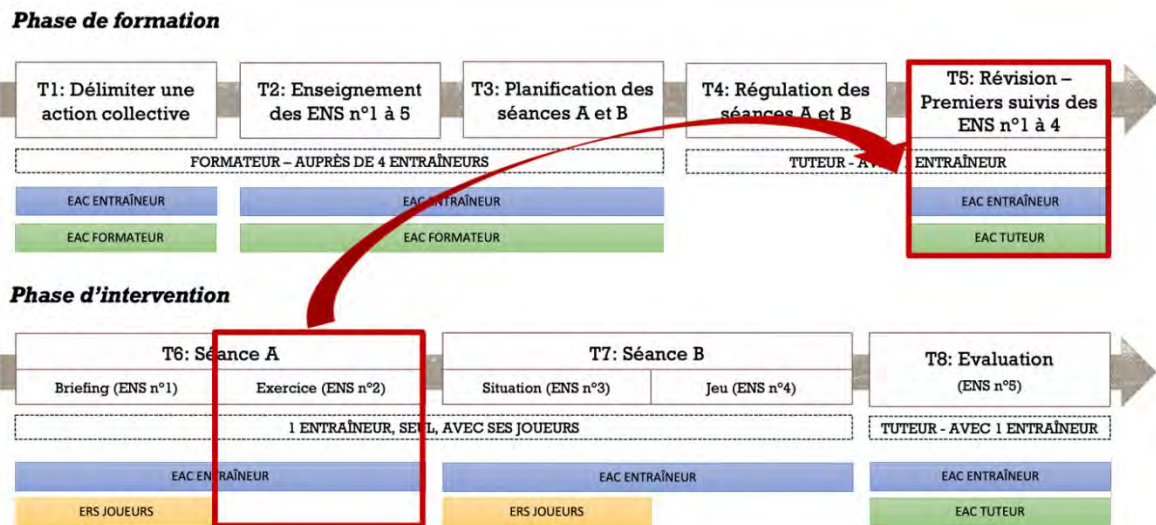 Phase de formation
T1: Délimiter une
action collective
T2: Enseignement
des ENS n°1 à 5
T3: Planification des
séances A et B
T4: Régulation des
séances A et B
T5: Révision –
Premiers suivis des
ENS n°1 à 4
FORMATEUR – AUPRÈS DE 4 ENTRAÎNEURS
TUTEUR - AV ENTRAÎNEUR
EAC ENTRAÎNEUR
EAC ENTRAÎNEUR
EAC ENTRAÎNEUR
EAC FORMATEUR
EAC FORMATEUR
EAC TUTEUR
Phase d'intervention
T6: Séance A
T7: Séance B
T8: Evaluation
(ENS n°5)
Briefing (ENS n°1)
Exercice (ENS n°2)
Situation (ENS n°3)
Jeu (ENS n°4)
1 ENTRAÎNEUR, SEUL, AVEC SES JOUEURS
TUTEUR - AVEC 1 ENTRAÎNEUR
EAC ENTRAÎNEUR
EAC ENTRAÎNEUR
EAC ENTRAÎNEUR
ERS JOUEURS
ERS JOUEURS
EAC TUTEUR